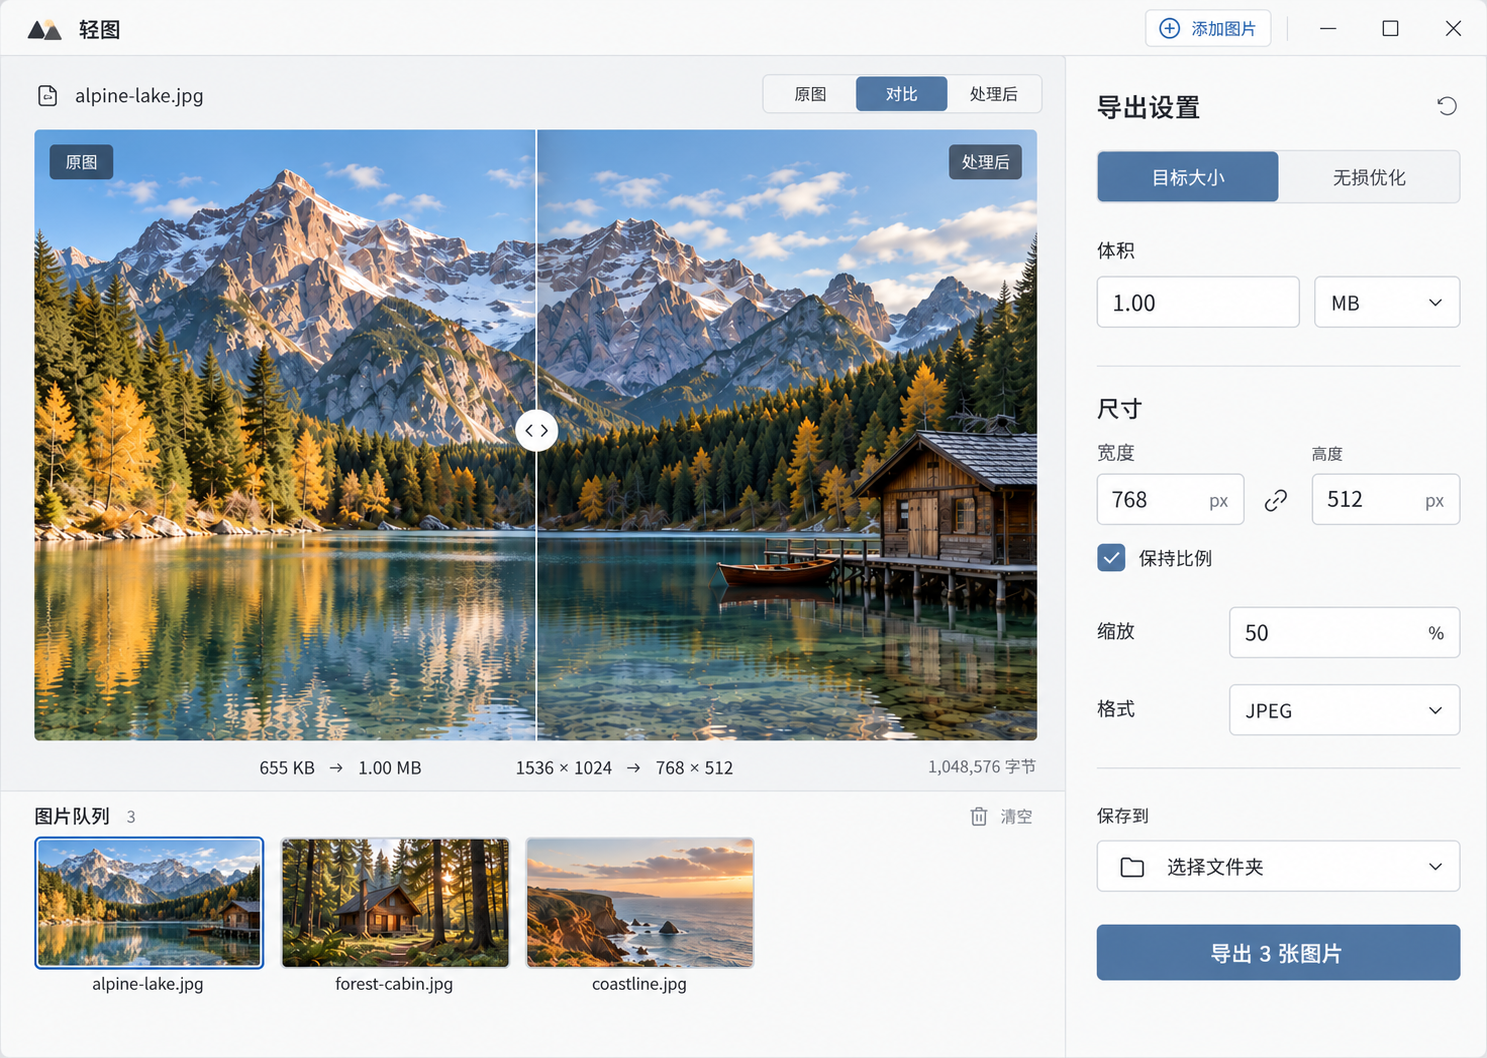 轻图
添加图片
alpine-lake.jpg
原图
对比
处理后
原图
处理后
655 KB → 1.00 MB
1536 × 1024 → 768 × 512
1,048,576 字节
图片队列 3
清空
alpine-lake.jpg
forest-cabin.jpg
coastline.jpg
导出设置
目标大小
无损优化
体积
1.00
MB
尺寸
宽度
高度
768 px
512 px
保持比例
缩放
50 %
格式
JPEG
保存到
选择文件夹
导出 3 张图片